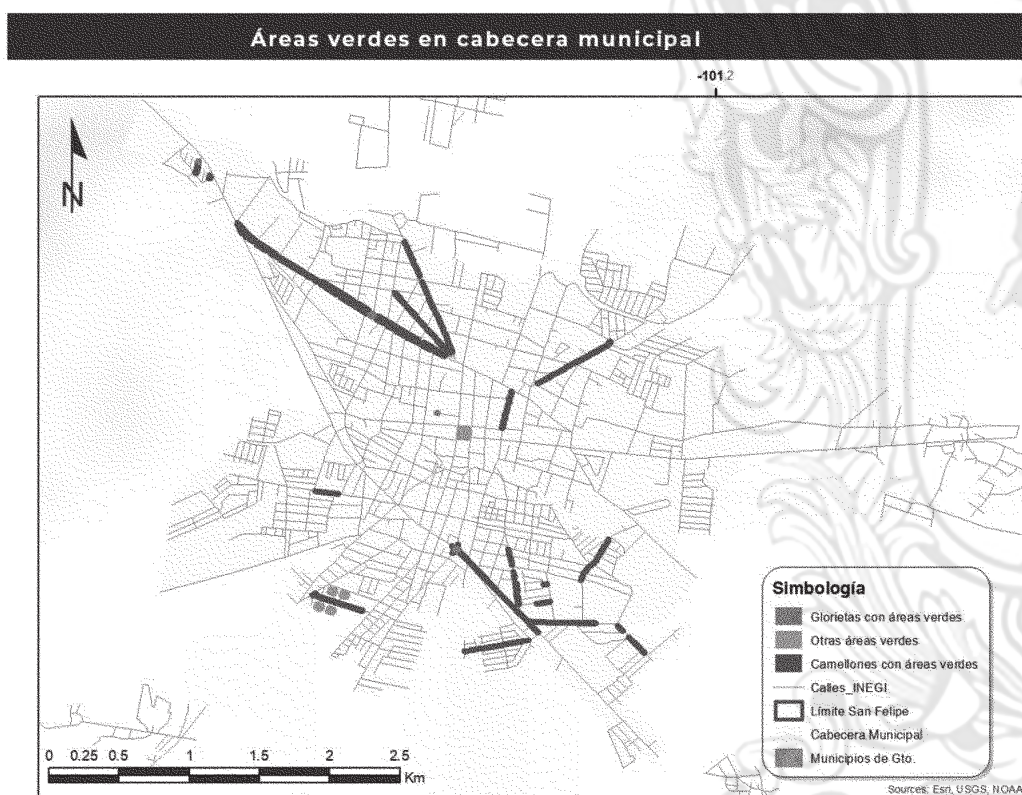 Áreas verdes en cabecera municipal
-101.2
N
Simbología
Glorietas con áreas verdes
Otras áreas verdes
Camellones con áreas verdes
Calles_INEGI
Límite San Felipe
Cabecera Municipal
Municipios de Gto.
0 0.25 0.5 1 1.5 2 2.5
Km
Sources: Esri, USGS, NOAA